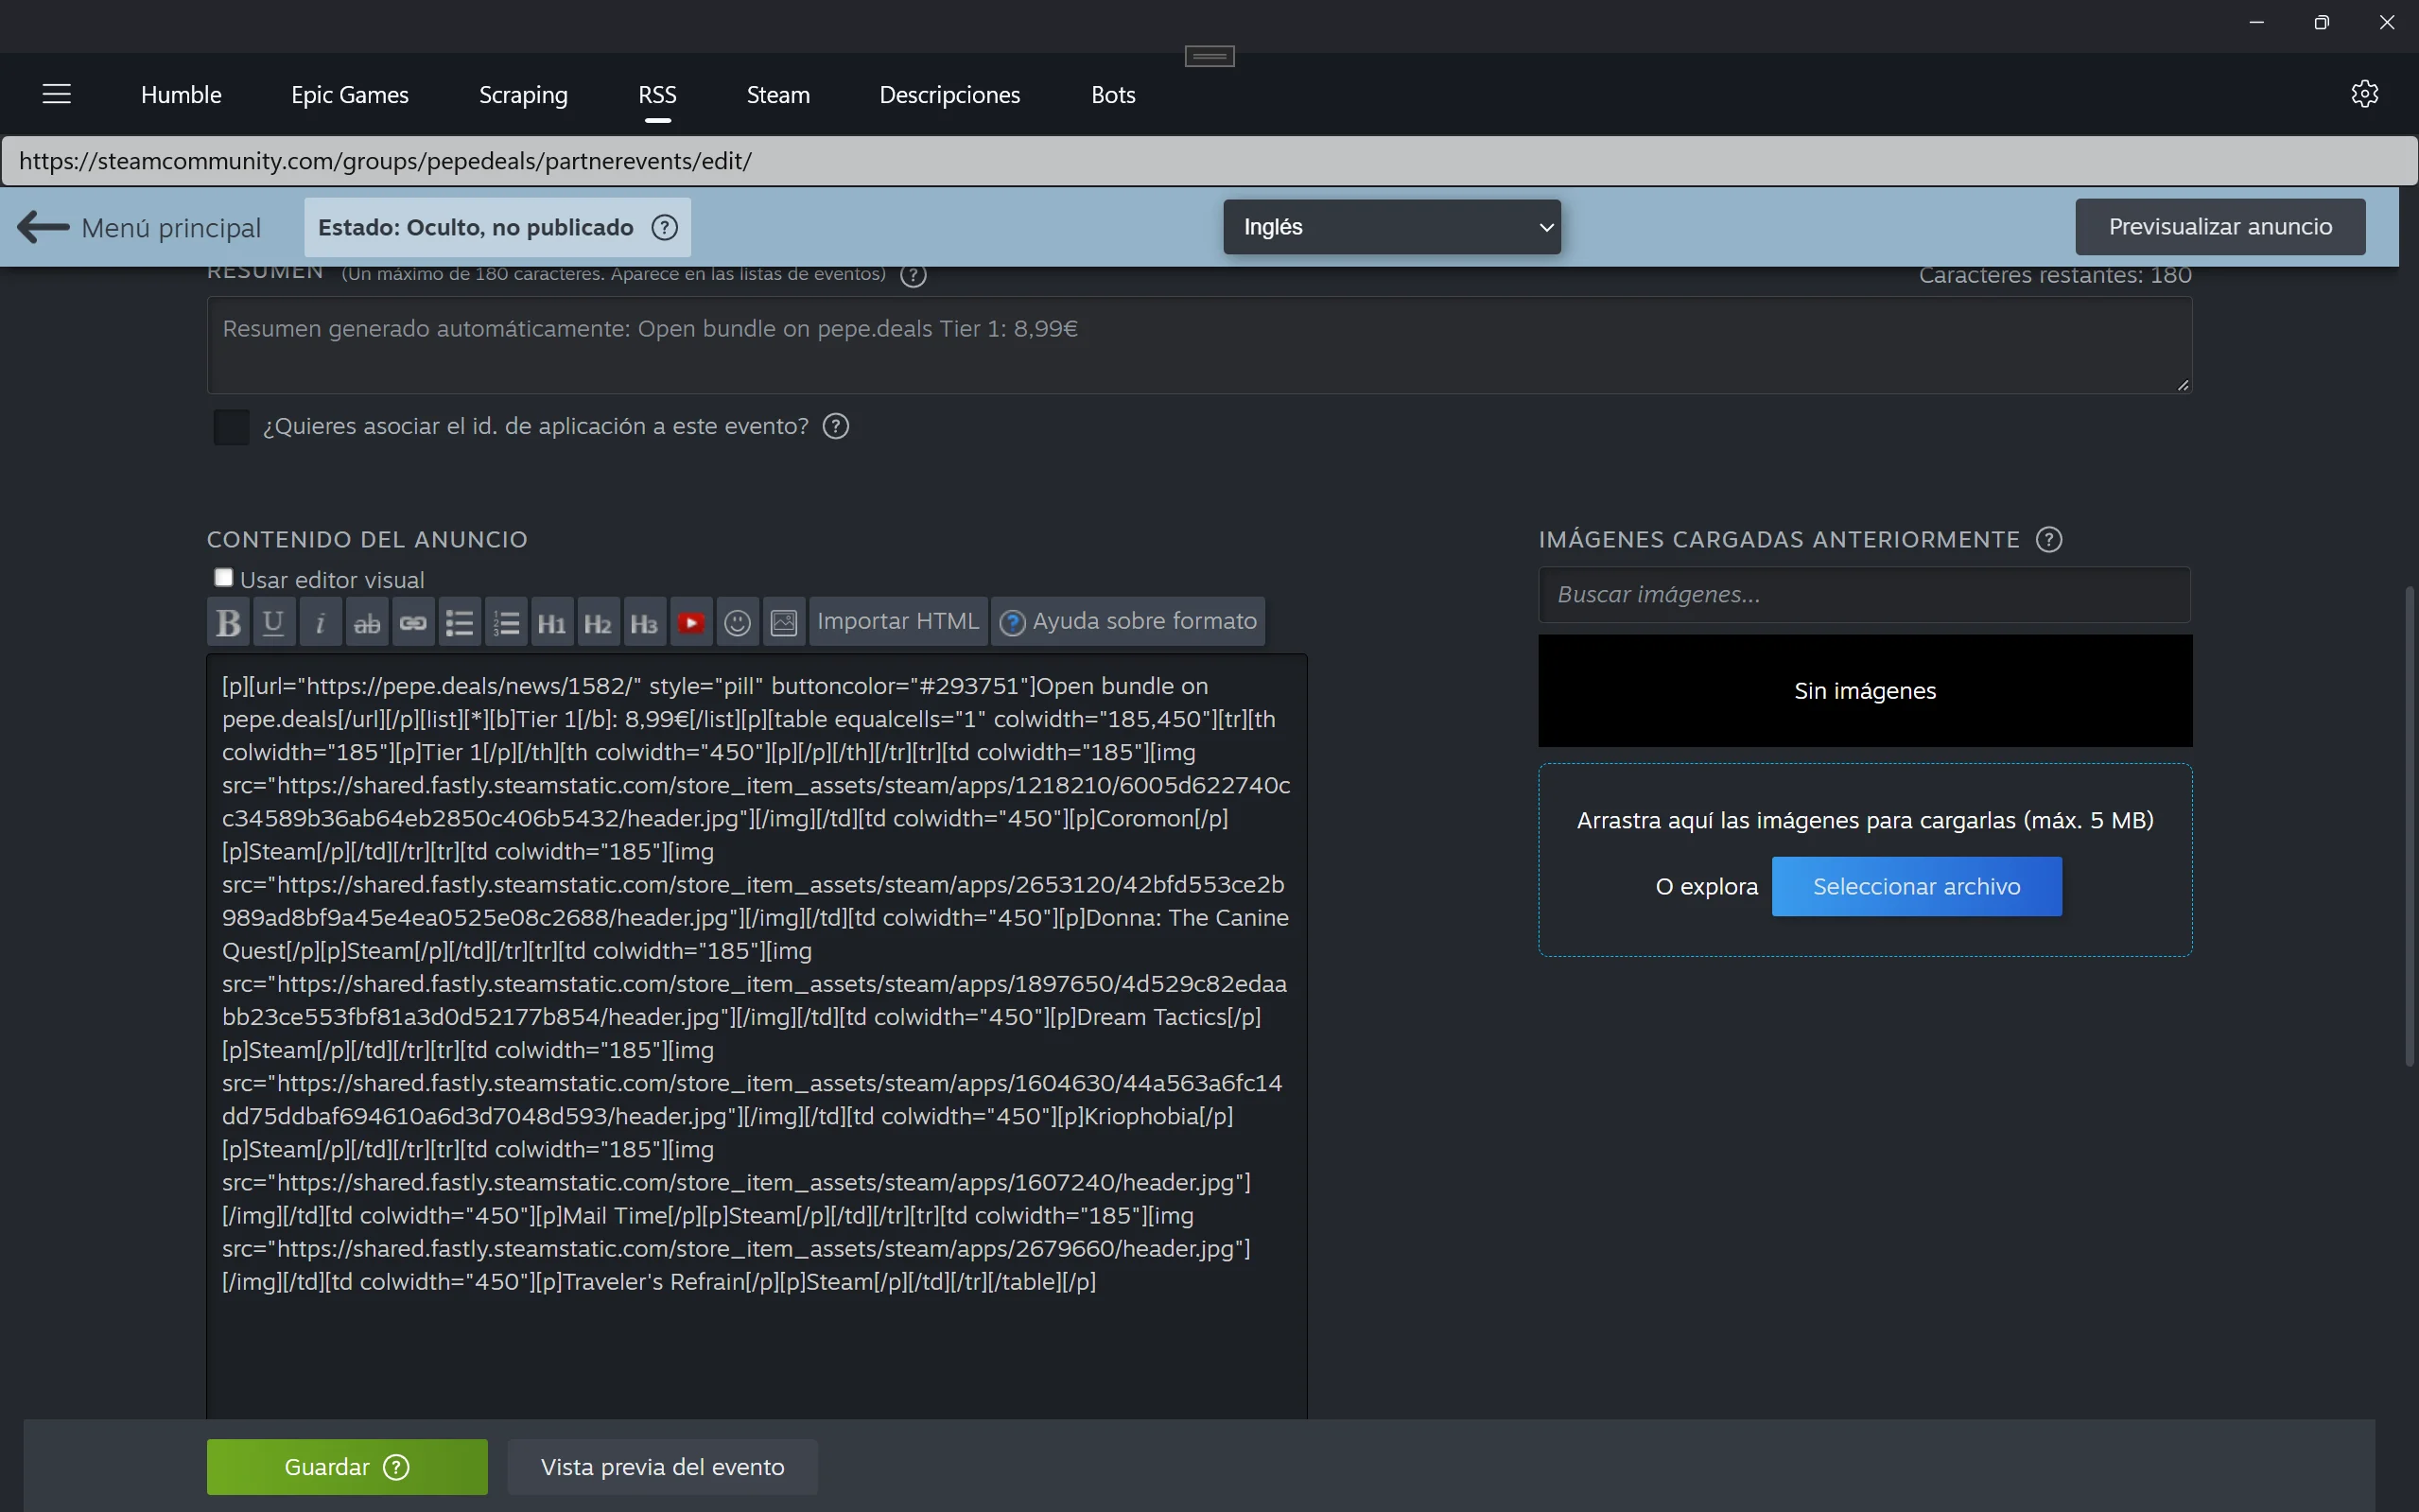 Humble
Epic Games
Scraping
RSS
Steam
Descripciones
Bots
https://steamcommunity.com/groups/pepedeals/partnerevents/edit/
Menú principal
Estado: Oculto, no publicado ?
Inglés
Previsualizar anuncio
RESUMEN (Un máximo de 180 caracteres. Aparece en las listas de eventos) ?
Caracteres restantes: 180
Resumen generado automáticamente: Open bundle on pepe.deals Tier 1: 8,99€
¿Quieres asociar el id. de aplicación a este evento? ?
CONTENIDO DEL ANUNCIO
Usar editor visual
B U i ab H1 H2 H3 Importar HTML ? Ayuda sobre formato
[p][url="https://pepe.deals/news/1582/" style="pill" buttoncolor="#293751"]Open bundle on
pepe.deals[/url][/p][list][*][b]Tier 1[/b]: 8,99€[/list][p][table equalcells="1" colwidth="185,450"][tr][th
colwidth="185"][p]Tier 1[/p][/th][th colwidth="450"][p][/p][/th][/tr][tr][td colwidth="185"][img
src="https://shared.fastly.steamstatic.com/store_item_assets/steam/apps/1218210/6005d622740c
c34589b36ab64eb2850c406b5432/header.jpg"][/img][/td][td colwidth="450"][p]Coromon[/p]
[p]Steam[/p][/td][/tr][tr][td colwidth="185"][img
src="https://shared.fastly.steamstatic.com/store_item_assets/steam/apps/2653120/42bfd553ce2b
989ad8bf9a45e4ea0525e08c2688/header.jpg"][/img][/td][td colwidth="450"][p]Donna: The Canine
Quest[/p][p]Steam[/p][/td][/tr][tr][td colwidth="185"][img
src="https://shared.fastly.steamstatic.com/store_item_assets/steam/apps/1897650/4d529c82edaa
bb23ce553fbf81a3d0d52177b854/header.jpg"][/img][/td][td colwidth="450"][p]Dream Tactics[/p]
[p]Steam[/p][/td][/tr][tr][td colwidth="185"][img
src="https://shared.fastly.steamstatic.com/store_item_assets/steam/apps/1604630/44a563a6fc14
dd75ddbaf694610a6d3d7048d593/header.jpg"][/img][/td][td colwidth="450"][p]Kriophobia[/p]
[p]Steam[/p][/td][/tr][tr][td colwidth="185"][img
src="https://shared.fastly.steamstatic.com/store_item_assets/steam/apps/1607240/header.jpg"]
[/img][/td][td colwidth="450"][p]Mail Time[/p][p]Steam[/p][/td][/tr][tr][td colwidth="185"][img
src="https://shared.fastly.steamstatic.com/store_item_assets/steam/apps/2679660/header.jpg"]
[/img][/td][td colwidth="450"][p]Traveler's Refrain[/p][p]Steam[/p][/td][/tr][/table][/p]
IMÁGENES CARGADAS ANTERIORMENTE ?
Buscar imágenes...
Sin imágenes
Arrastra aquí las imágenes para cargarlas (máx. 5 MB)
O explora Seleccionar archivo
Guardar ?
Vista previa del evento